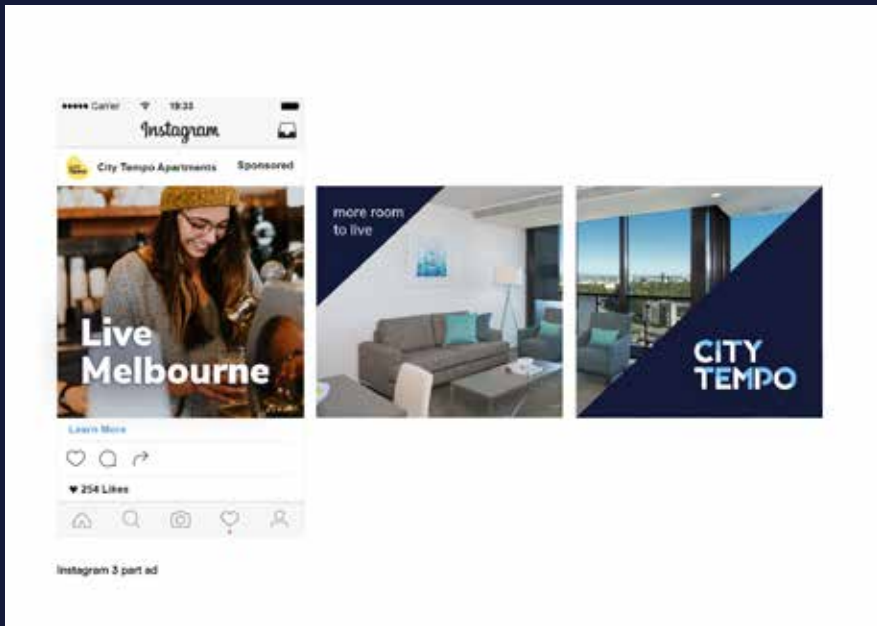 Carrier 19:33
Instagram
City Tempo Apartments Sponsored
Live
Melbourne
more room
to live
CITY
TEMPO
Learn More
254 Likes
Instagram 3 part ad